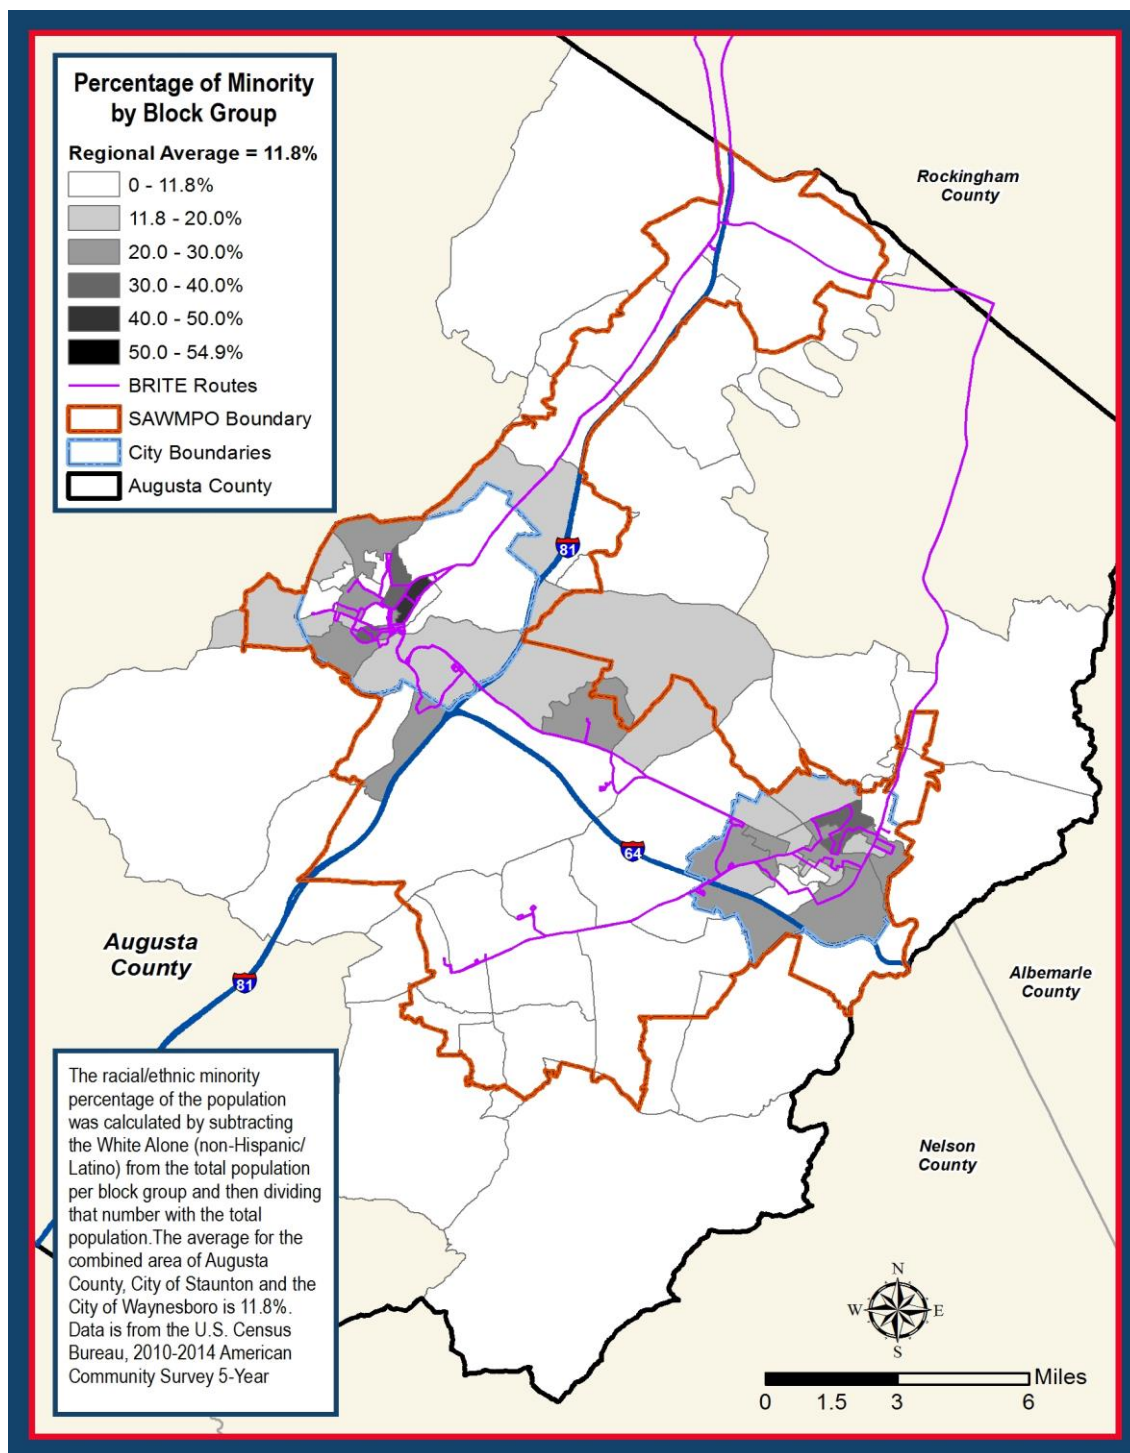 Percentage of Minority
by Block Group
Regional Average = 11.8%
0 - 11.8%
11.8 - 20.0%
20.0 - 30.0%
30.0 - 40.0%
40.0 - 50.0%
50.0 - 54.9%
BRITE Routes
SAWMPO Boundary
City Boundaries
Augusta County
Rockingham
County
81
64
Augusta
County
81
Albemarle
County
Nelson
County
The racial/ethnic minority
percentage of the population
was calculated by subtracting
the White Alone (non-Hispanic/
Latino) from the total population
per block group and then dividing
that number with the total
population.The average for the
combined area of Augusta
County, City of Staunton and the
City of Waynesboro is 11.8%.
Data is from the U.S. Census
Bureau, 2010-2014 American
Community Survey 5-Year
N
W E
S
Miles
0 1.5 3 6